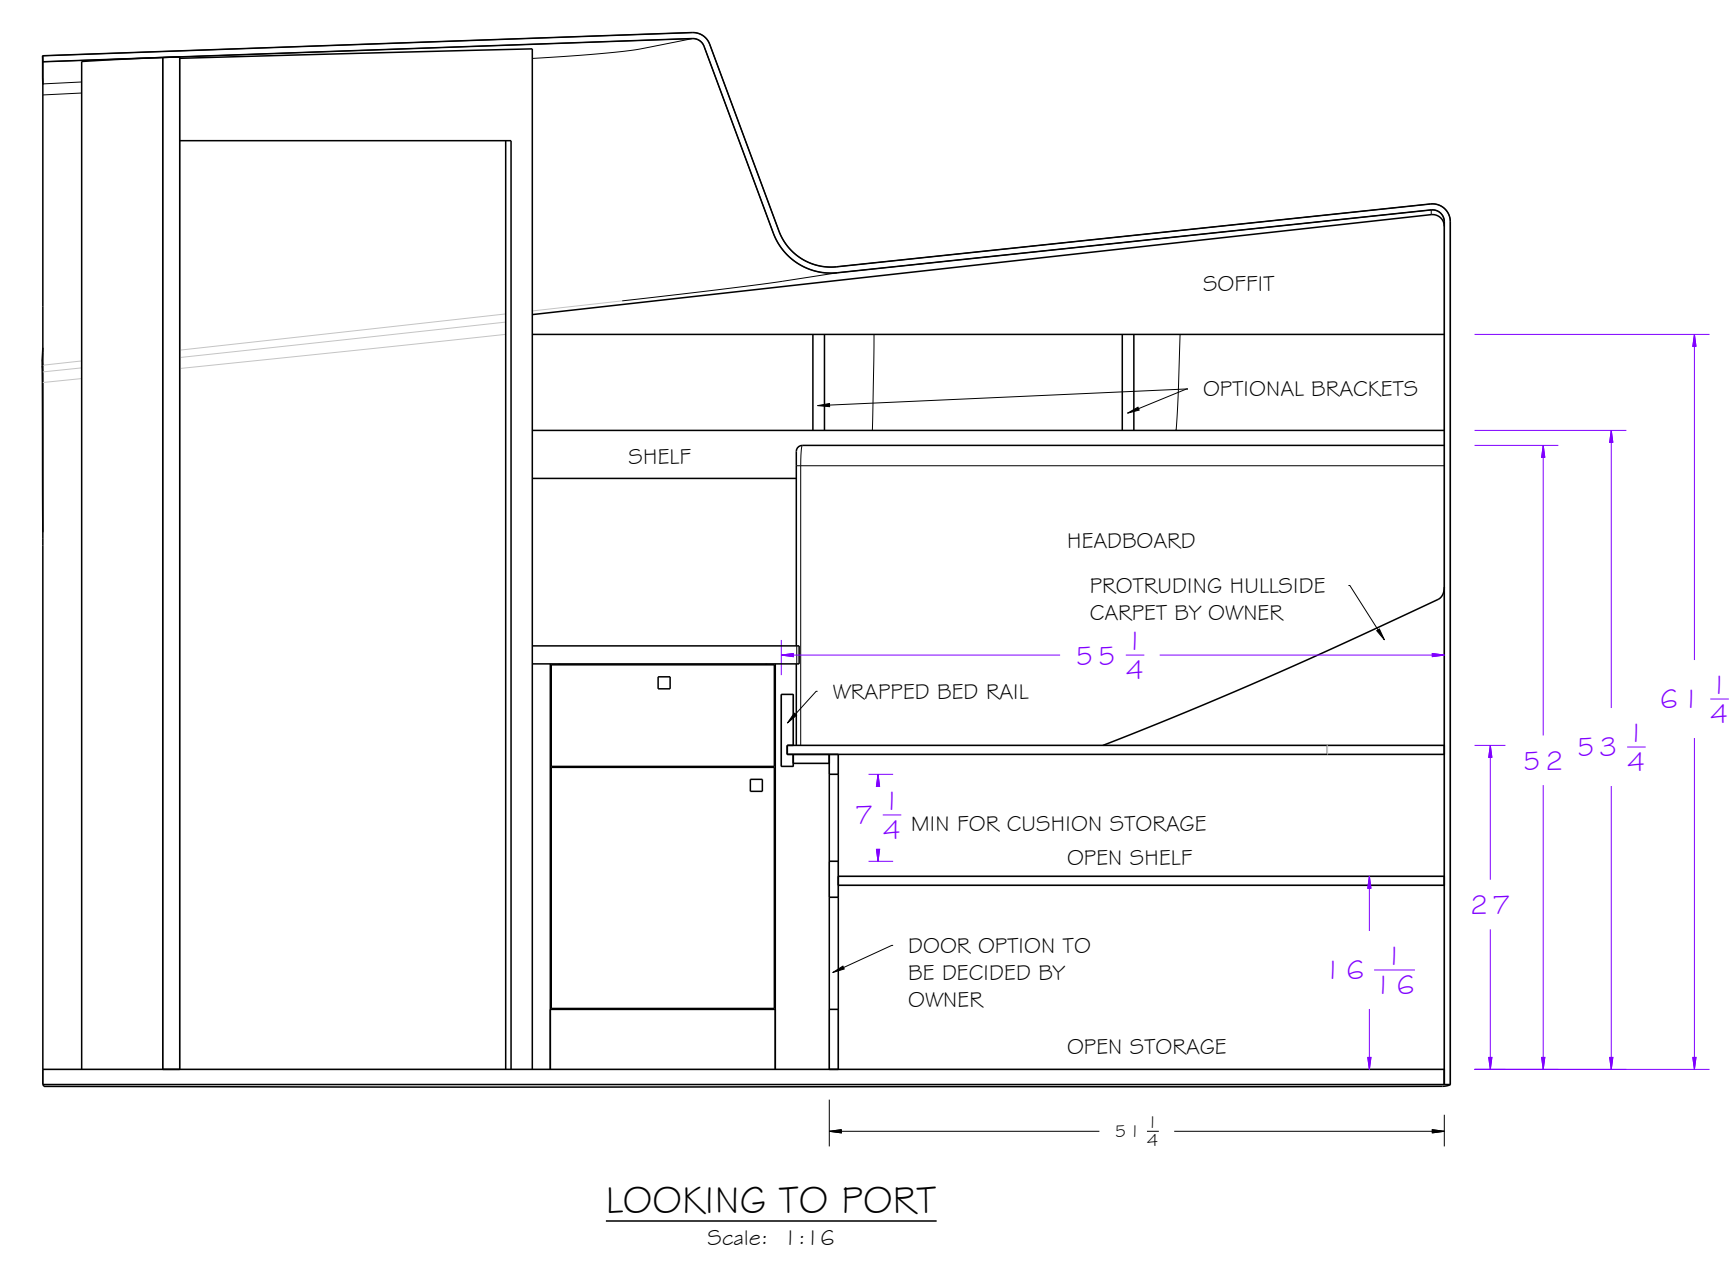 SOFFIT
OPTIONAL BRACKETS
SHELF
HEADBOARD
PROTRUDING HULLSIDE
CARPET BY OWNER
55 1/4
WRAPPED BED RAIL
61 1/4
52
53 1/4
7 1/4 MIN FOR CUSHION STORAGE
OPEN SHELF
27
DOOR OPTION TO
BE DECIDED BY
OWNER
16 1/16
OPEN STORAGE
51 1/4
LOOKING TO PORT
Scale: 1:16